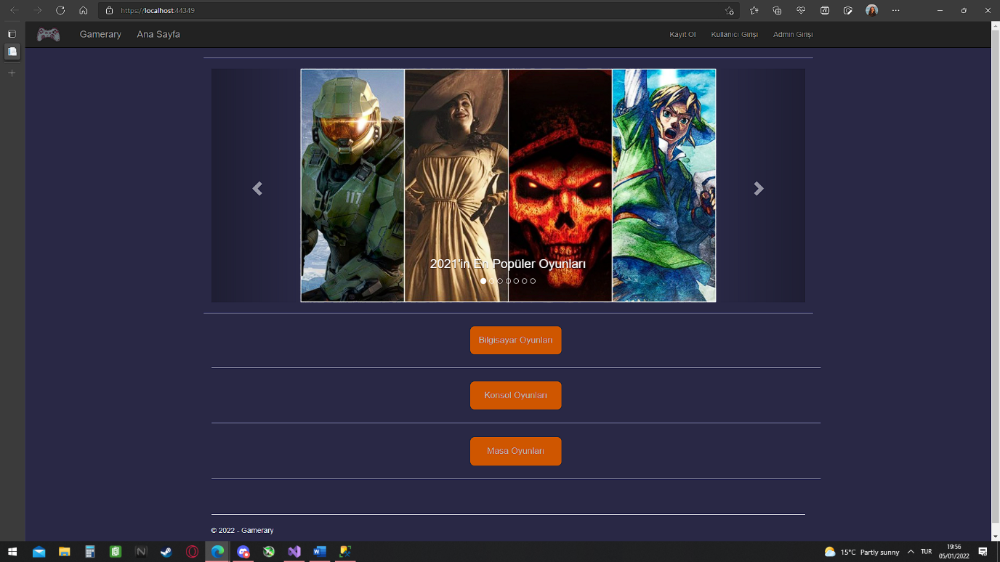 https://localhost:44349
Gamerary
Ana Sayfa
Kayıt Ol
Kullanıcı Girişi
Admin Girişi
117
2021'in En Popüler Oyunları
Bilgisayar Oyunları
Konsol Oyunları
Masa Oyunları
© 2022 - Gamerary
15°C Partly sunny
TUR
19:56
05/01/2022